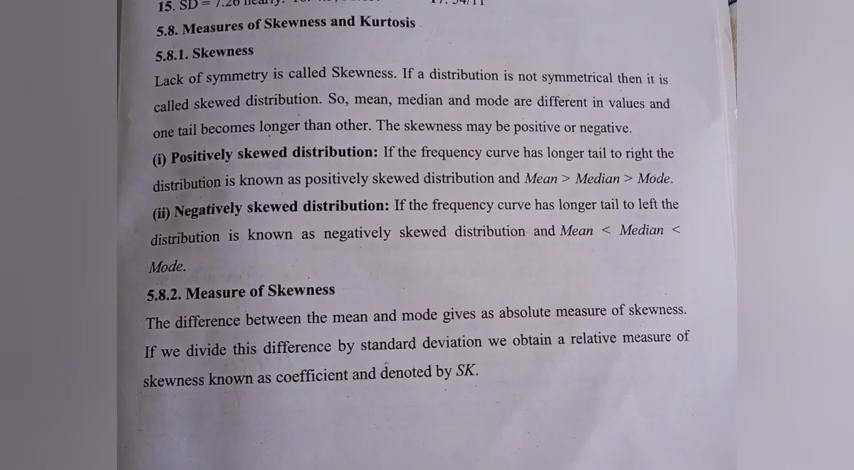 15. SD = 7.26 nearly.
5.8. Measures of Skewness and Kurtosis
5.8.1. Skewness
Lack of symmetry is called Skewness. If a distribution is not symmetrical then it is
called skewed distribution. So, mean, median and mode are different in values and
one tail becomes longer than other. The skewness may be positive or negative.
(i) Positively skewed distribution: If the frequency curve has longer tail to right the
distribution is known as positively skewed distribution and Mean > Median > Mode.
(ii) Negatively skewed distribution: If the frequency curve has longer tail to left the
distribution is known as negatively skewed distribution and Mean < Median <
Mode.
5.8.2. Measure of Skewness
The difference between the mean and mode gives as absolute measure of skewness.
If we divide this difference by standard deviation we obtain a relative measure of
skewness known as coefficient and denoted by SK.